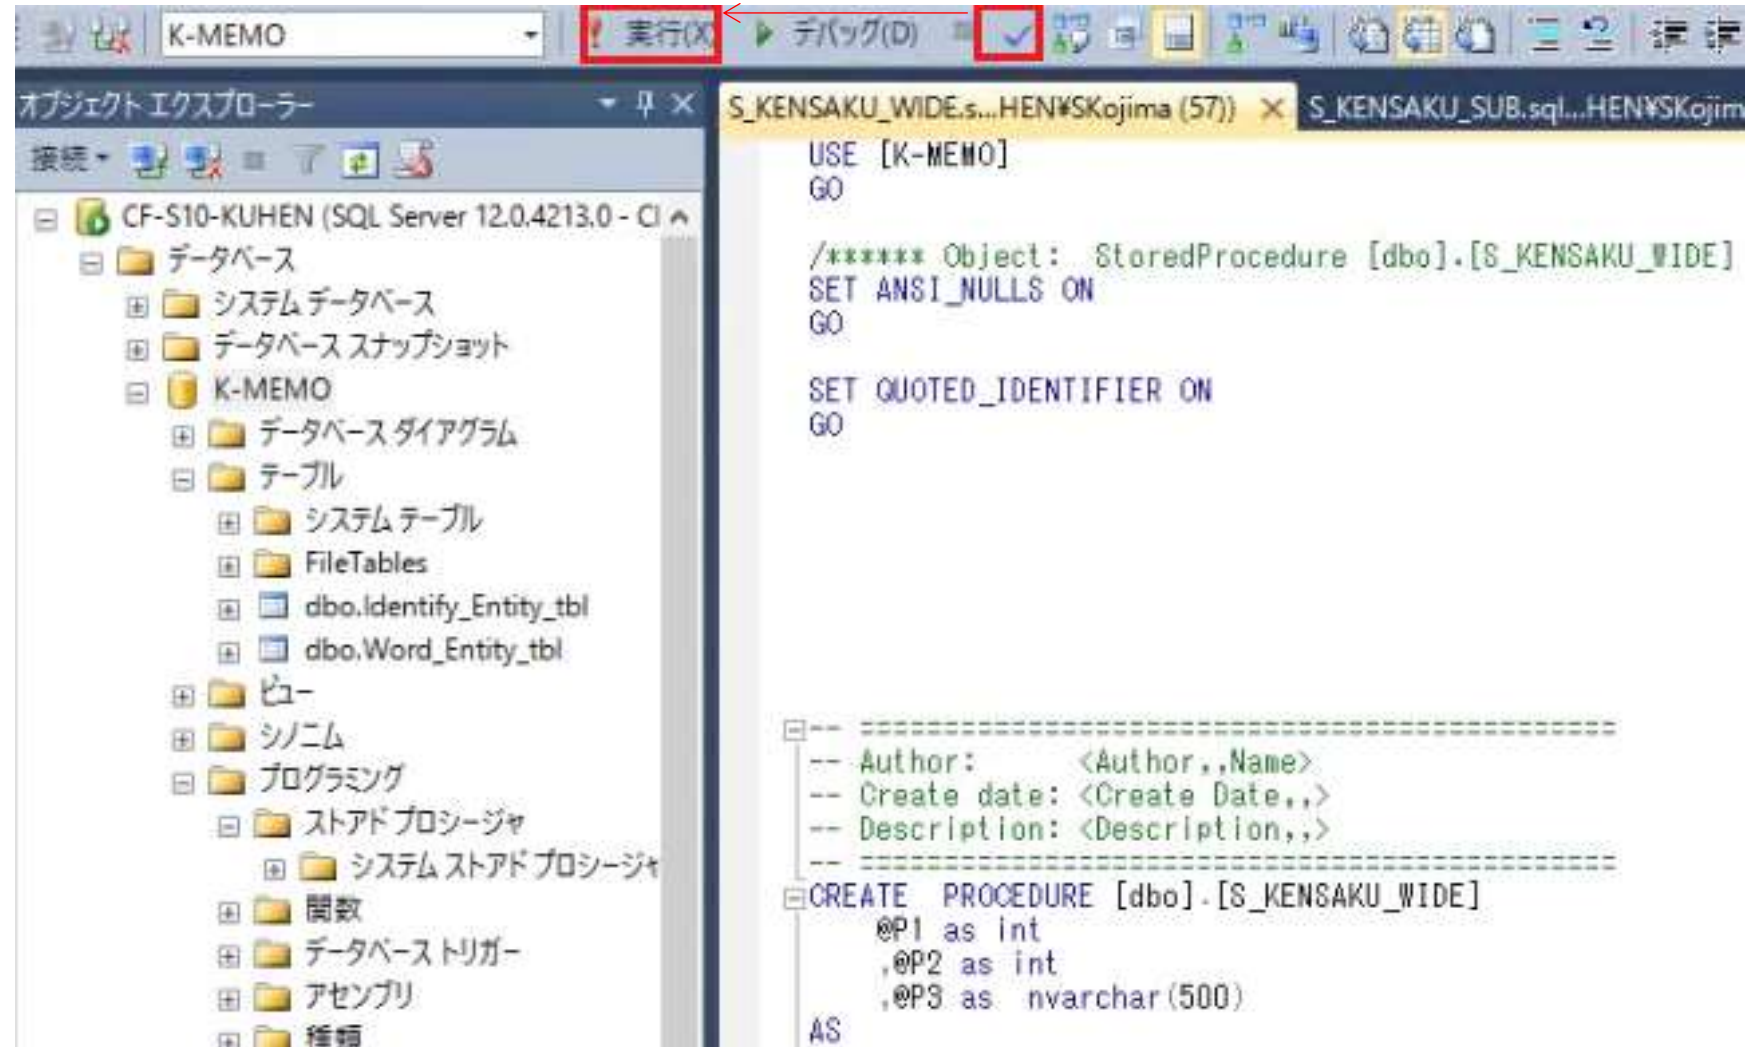 K-MEMO
実行(X
デバッグ(D)
オブジェクト エクスプローラー
接続
CF-S10-KUHEN (SQL Server 12.0.4213.0 - Cl
データベース
システム データベース
データベース スナップショット
K-MEMO
データベース ダイアグラム
テーブル
システム テーブル
FileTables
dbo.Identify_Entity_tbl
dbo.Word_Entity_tbl
ビュー
シノニム
プログラミング
ストアド プロシージャ
システム ストアド プロシージャ
関数
データベース トリガー
アセンブリ
種類
S_KENSAKU_WIDE.s...HEN¥SKojima (57))
S_KENSAKU_SUB.sql...HEN¥SKojim
USE [K-MEMO]
GO
/****** Object:  StoredProcedure [dbo].[S_KENSAKU_WIDE]
SET ANSI_NULLS ON
GO
SET QUOTED_IDENTIFIER ON
GO
-- =============================================
-- Author:      <Author,,Name>
-- Create date: <Create Date,,>
-- Description: <Description,,>
-- =============================================
CREATE  PROCEDURE [dbo].[S_KENSAKU_WIDE]
@P1 as int
,@P2 as int
,@P3 as  nvarchar(500)
AS